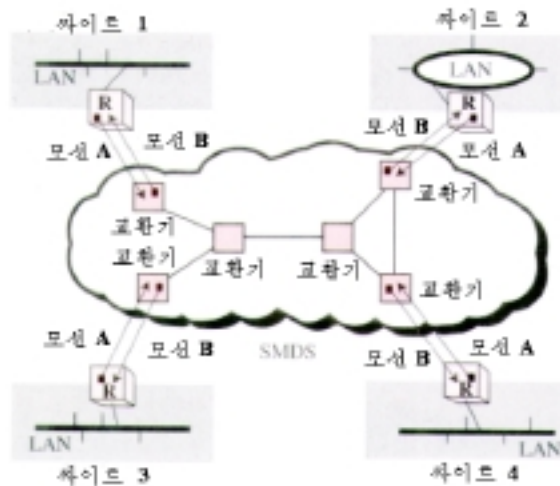 싸이트 1
싸이트 2
LAN
LAN
R
R
모선 A
모선 B
모선 B
모선 A
교환기
교환기
교환기
교환기
교환기
교환기
모선 A
모선 B
SMDS
모선 B
모선 A
R
R
LAN
LAN
싸이트 3
싸이트 4